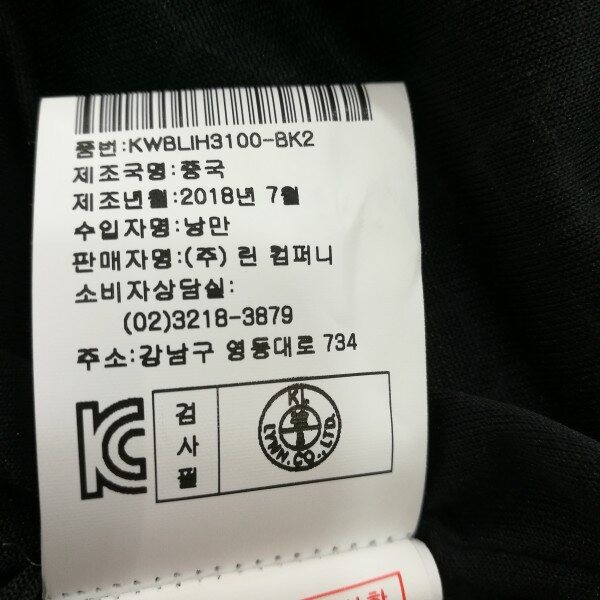 품번:KWBLIH3100-BK2
제조국명:중국
제조년월:2018년 7월
수입자명:낭만
판매자명:(주) 린 컴퍼니
소비자상담실:
(02)3218-3879
주소:강남구 영동대로 734
KC
검사필
LYNN.CO.,LTD.